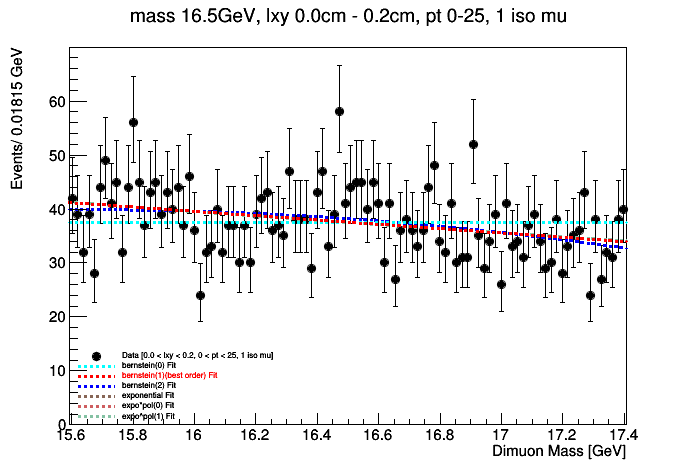 mass 16.5GeV, lxy 0.0cm - 0.2cm, pt 0-25, 1 iso mu
Events/ 0.01815 GeV
60
50
40
30
20
10
0
Data [0.0 < lxy < 0.2, 0 < pt < 25, 1 iso mu]
bernstein(0) Fit
bernstein(1)(best order) Fit
bernstein(2) Fit
exponential Fit
expo*pol(0) Fit
expo*pol(1) Fit
15.6 15.8 16 16.2 16.4 16.6 16.8 17 17.2 17.4
Dimuon Mass [GeV]